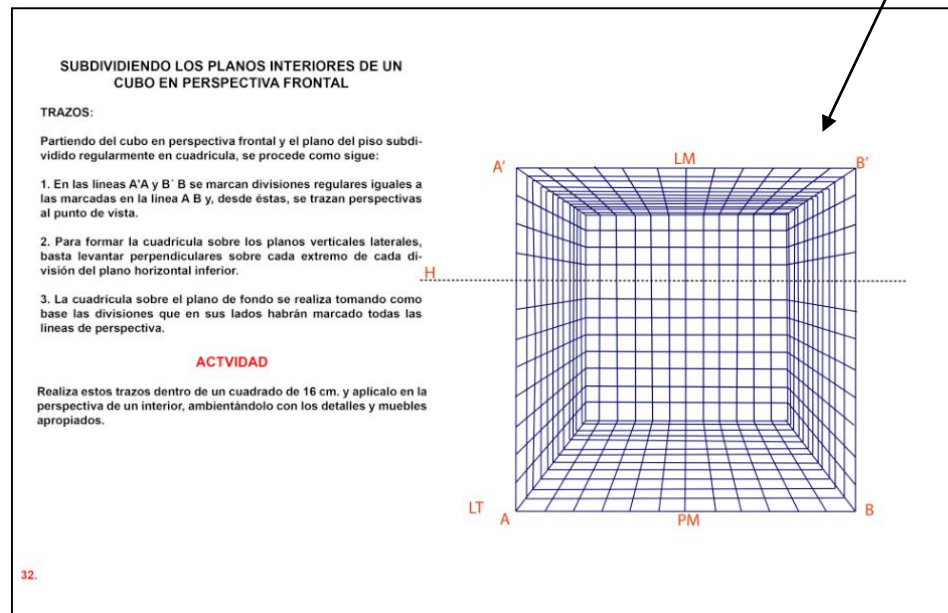 SUBDIVIDIENDO LOS PLANOS INTERIORES DE UN
CUBO EN PERSPECTIVA FRONTAL
TRAZOS:
Partiendo del cubo en perspectiva frontal y el plano del piso subdi-
vidido regularmente en cuadrícula, se procede como sigue:
1. En las líneas A'A y B´ B se marcan divisiones regulares iguales a
las marcadas en la línea A B y, desde éstas, se trazan perspectivas
al punto de vista.
2. Para formar la cuadrícula sobre los planos verticales laterales,
basta levantar perpendiculares sobre cada extremo de cada di-
visión del plano horizontal inferior.
3. La cuadrícula sobre el plano de fondo se realiza tomando como
base las divisiones que en sus lados habrán marcado todas las
líneas de perspectiva.
ACTVIDAD
Realiza estos trazos dentro de un cuadrado de 16 cm. y aplícalo en la
perspectiva de un interior, ambientándolo con los detalles y muebles
apropiados.
32.
A' LM B'
H
LT A PM B